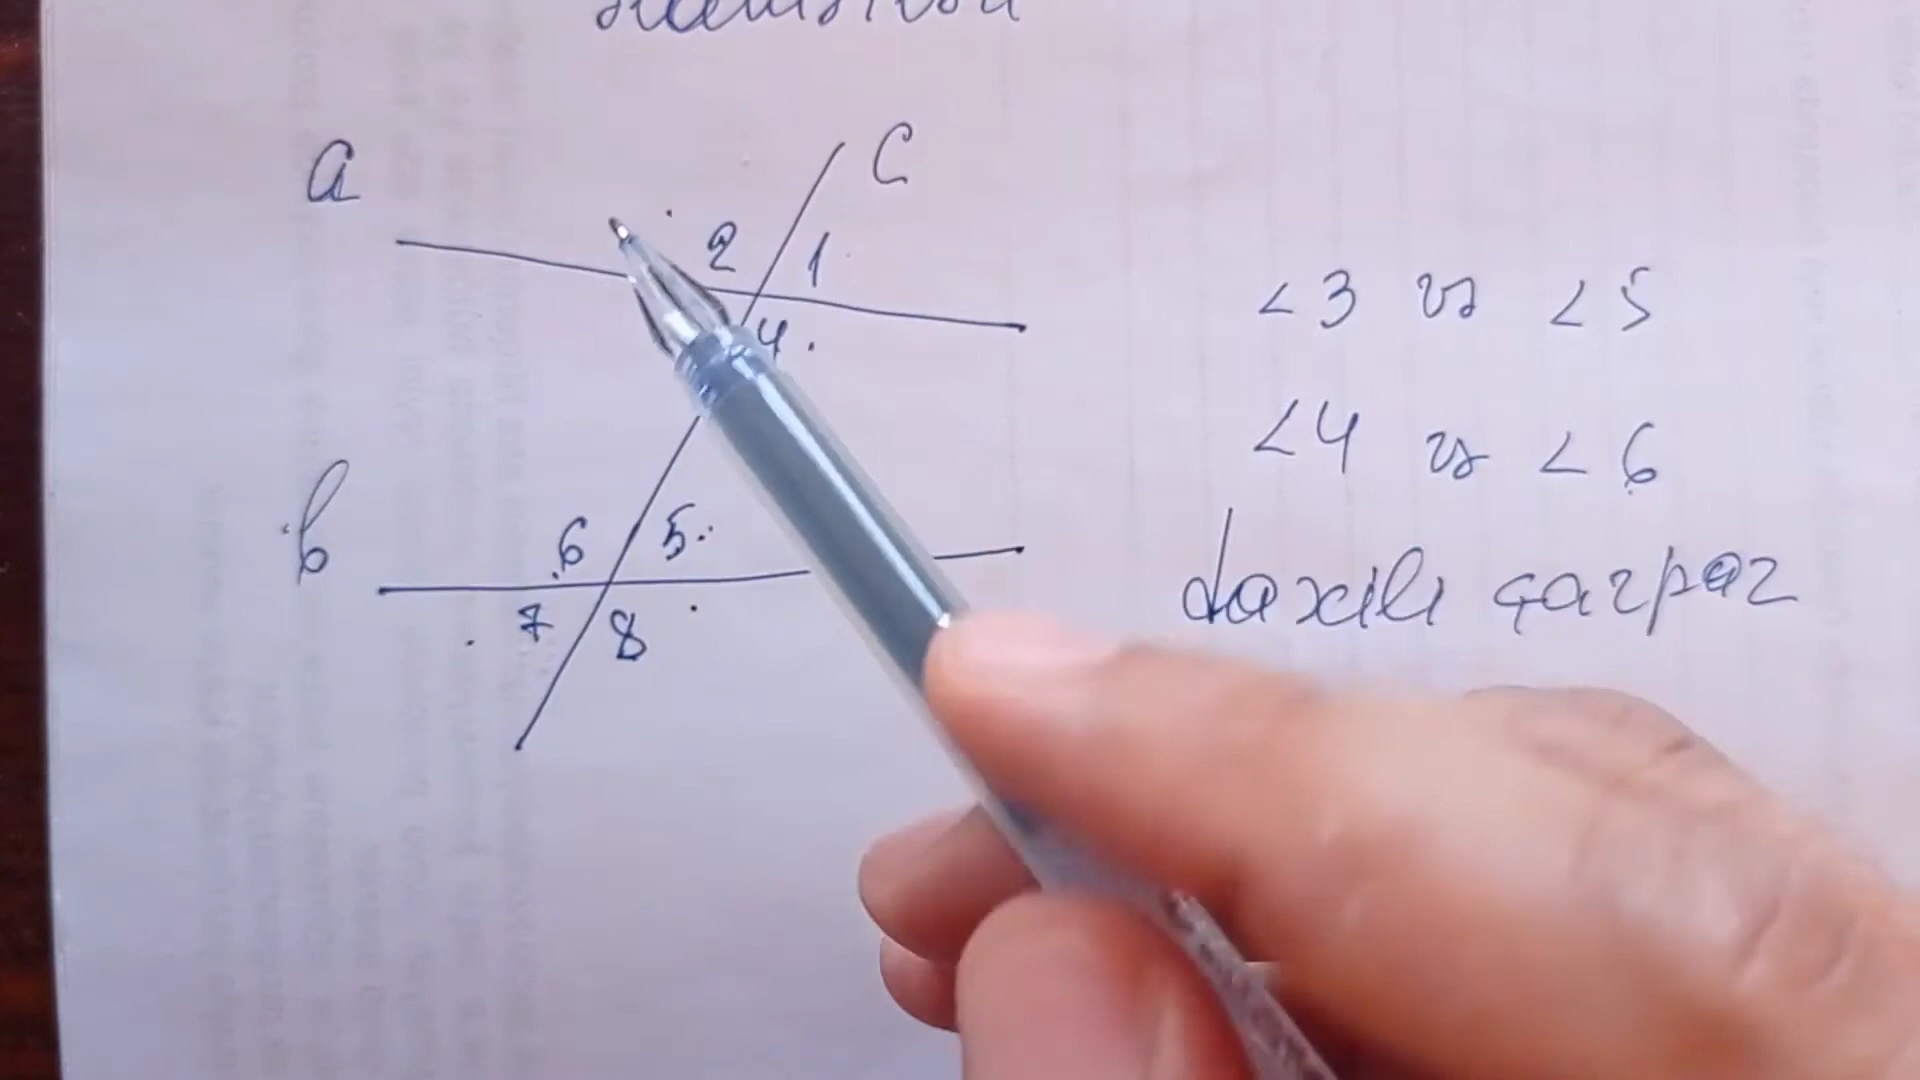 a
C
2 1
4
<3 və <5
<4 və < 6
b
6 5
7 8
daxili çarpaz